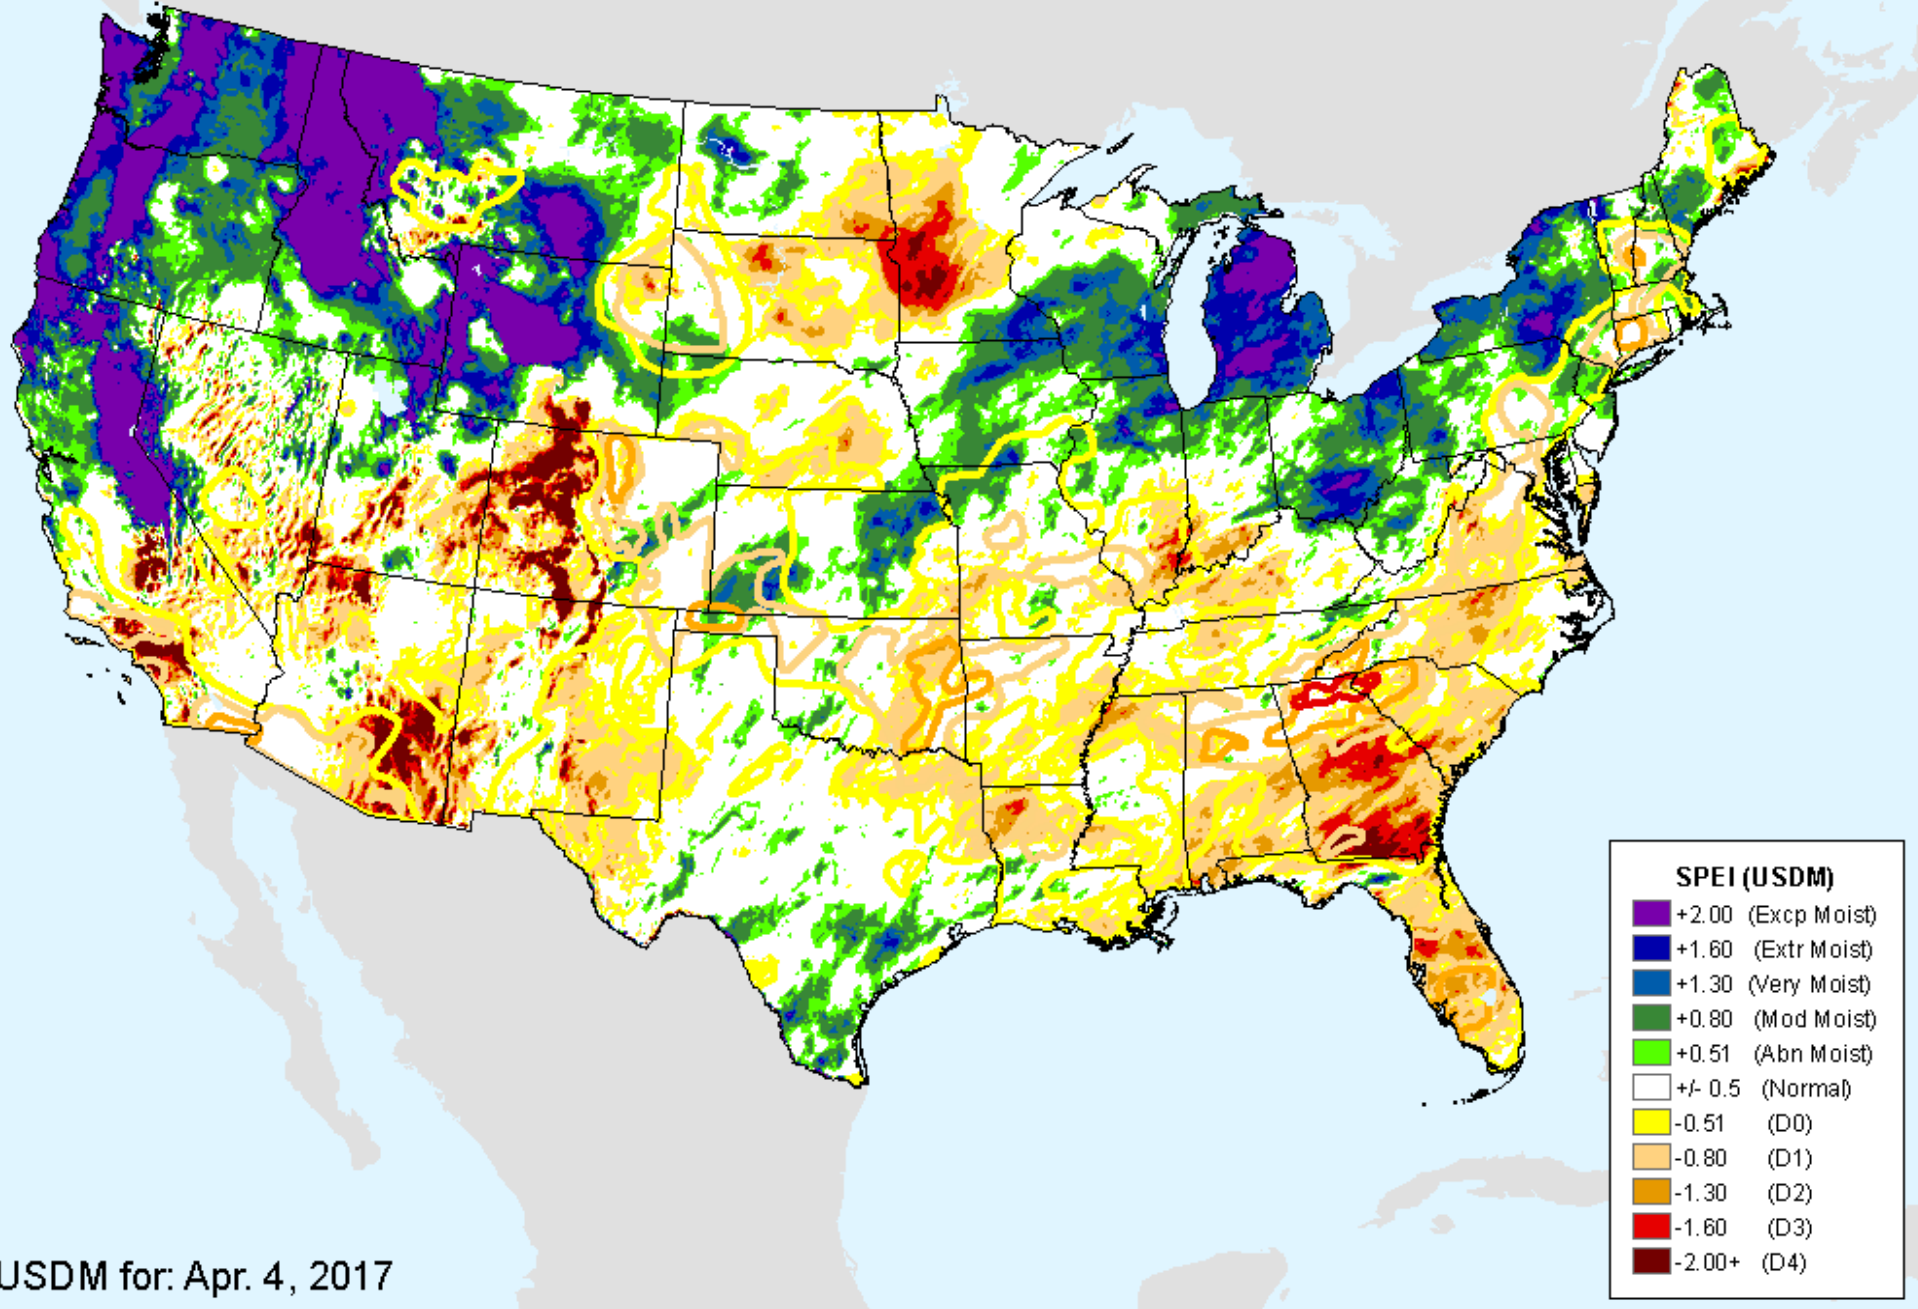 SPEI (USDM)
+2.00 (Excp Moist)
+1.60 (Extr Moist)
+1.30 (Very Moist)
+0.80 (Mod Moist)
+0.51 (Abn Moist)
+/- 0.5 (Normal)
-0.51 (D0)
-0.80 (D1)
-1.30 (D2)
-1.60 (D3)
-2.00+ (D4)
USDM for: Apr. 4, 2017